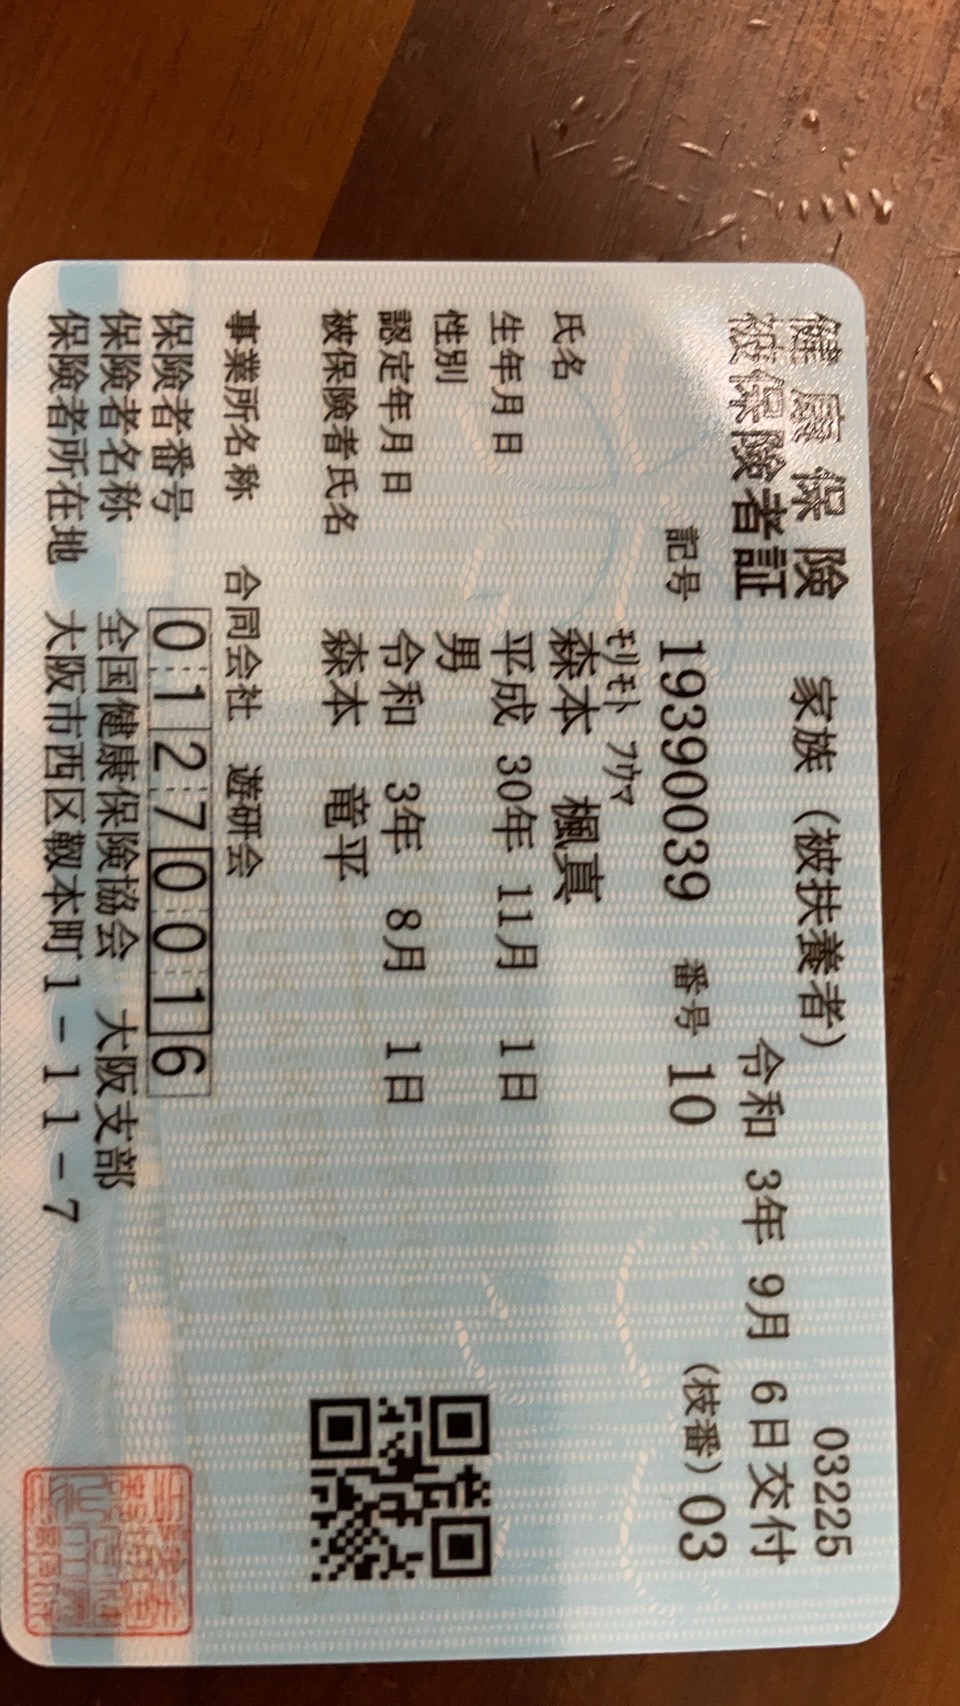 健康保険 家族（被扶養者） 03225
被保険者証 令和 3年 9月 6日交付
記号 19390039 番号 10 （枝番）03
ﾓﾘﾓﾄ ﾌｳﾏ
氏名 森本 楓真
生年月日 平成 30年 11月 1日
性別 男
認定年月日 令和 3年 8月 1日
被保険者氏名 森本 竜平
事業所名称 合同会社 遊研会
保険者番号 01270016
保険者名称 全国健康保険協会 大阪支部
保険者所在地 大阪市西区靱本町1－11－7